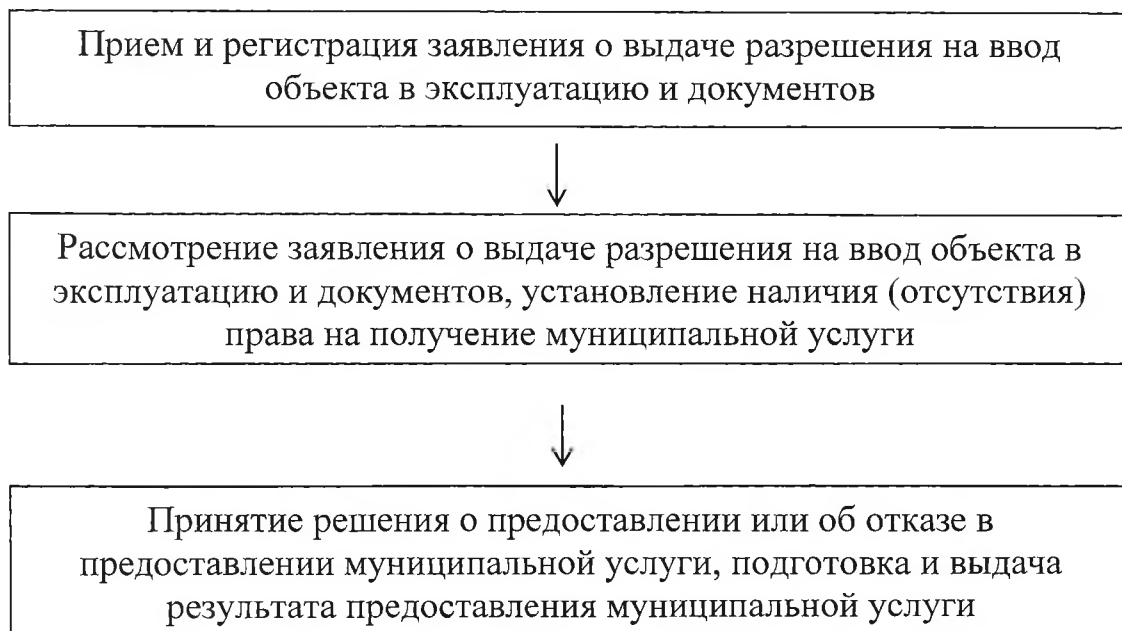 Прием и регистрация заявления о выдаче разрешения на ввод
объекта в эксплуатацию и документов
Рассмотрение заявления о выдаче разрешения на ввод объекта в
эксплуатацию и документов, установление наличия (отсутствия)
права на получение муниципальной услуги
Принятие решения о предоставлении или об отказе в
предоставлении муниципальной услуги, подготовка и выдача
результата предоставления муниципальной услуги